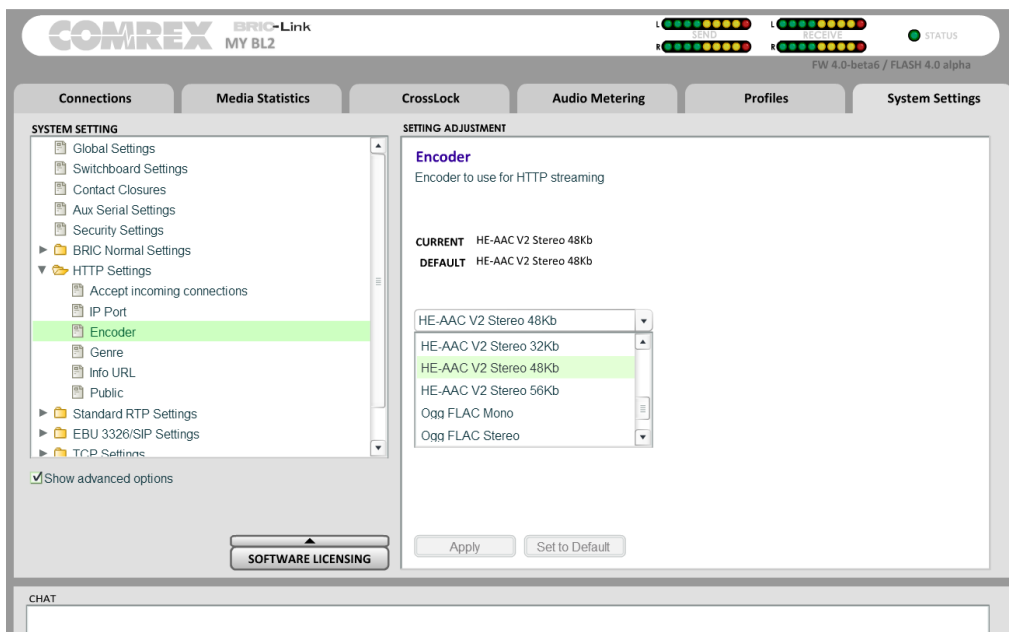 COMREX BRIC-Link
MY BL2
L SEND R
L RECEIVE R
STATUS
FW 4.0-beta6 / FLASH 4.0 alpha
Connections Media Statistics CrossLock Audio Metering Profiles System Settings
SYSTEM SETTING
Global Settings
Switchboard Settings
Contact Closures
Aux Serial Settings
Security Settings
BRIC Normal Settings
HTTP Settings
Accept incoming connections
IP Port
Encoder
Genre
Info URL
Public
Standard RTP Settings
EBU 3326/SIP Settings
TCP Settings
Show advanced options
SOFTWARE LICENSING
SETTING ADJUSTMENT
Encoder
Encoder to use for HTTP streaming
CURRENT HE-AAC V2 Stereo 48Kb
DEFAULT HE-AAC V2 Stereo 48Kb
HE-AAC V2 Stereo 48Kb
HE-AAC V2 Stereo 32Kb
HE-AAC V2 Stereo 48Kb
HE-AAC V2 Stereo 56Kb
Ogg FLAC Mono
Ogg FLAC Stereo
Apply Set to Default
CHAT